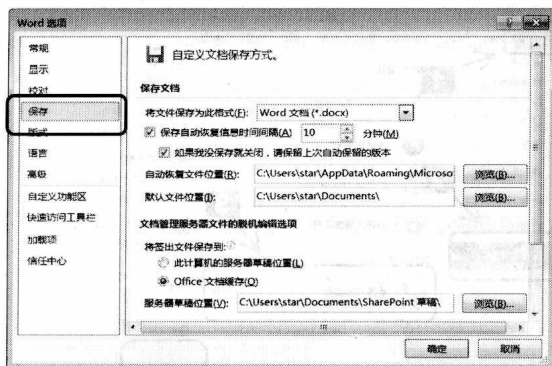 Word 选项
常规
显示
校对
保存
版式
语言
高级
自定义功能区
快速访问工具栏
加载项
信任中心
自定义文档保存方式。
保存文档
将文件保存为此格式(F): Word 文档 (*.docx)
保存自动恢复信息时间间隔(A) 10 分钟(M)
如果我没保存就关闭，请保留上次自动保留的版本
自动恢复文件位置(R): C:\Users\star\AppData\Roaming\Microso 浏览(B)...
默认文件位置(I): C:\Users\star\Documents\ 浏览(B)...
文档管理服务器文件的脱机编辑选项
将签出文件保存到:
此计算机的服务器草稿位置(L)
Office 文档缓存(O)
服务器草稿位置(V): C:\Users\star\Documents\SharePoint 草稿\ 浏览(B)...
确定 取消